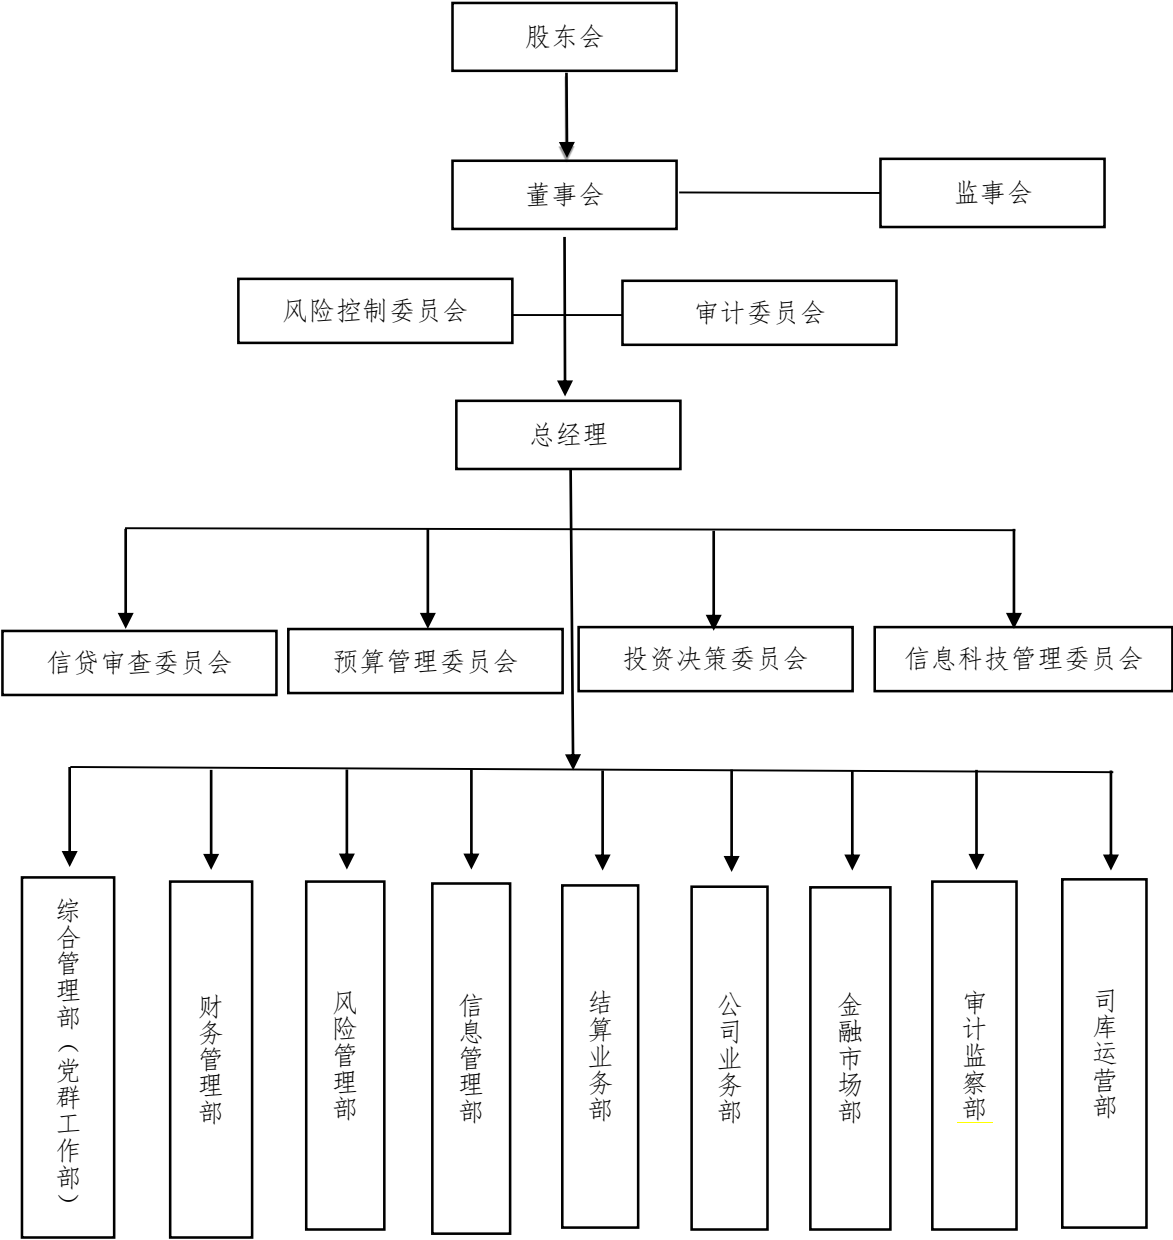 股东会
董事会
监事会
风险控制委员会
审计委员会
总经理
信贷审查委员会
预算管理委员会
投资决策委员会
信息科技管理委员会
综合管理部（党群工作部）
财务管理部
风险管理部
信息管理部
结算业务部
公司业务部
金融市场部
审计监察部
司库运营部